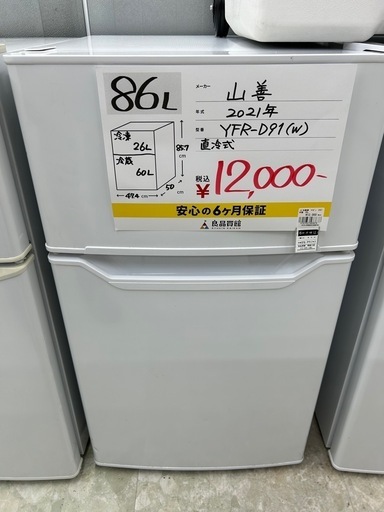 86L
メーカー 山善
年式 2021年
型番 YFR-D91(W)
直冷式
冷凍
26L
冷蔵
60L
85.7
cm
47.4 cm
50
cm
税込
¥12,000-
安心の6ヶ月保証
良品買館